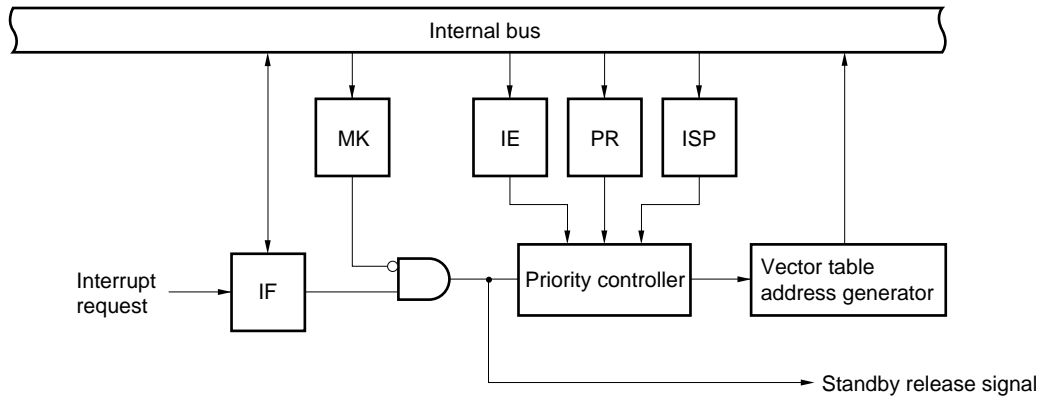 Internal bus
MK
IE
PR
ISP
Interrupt
request
IF
Priority controller
Vector table
address generator
Standby release signal